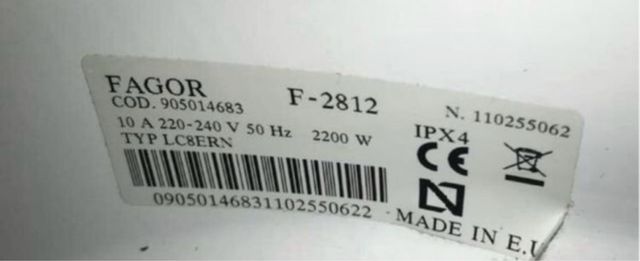 FAGOR F-2812 N. 110255062
COD. 905014683
10 A 220-240 V 50 Hz 2200 W IPX4
TYP LC8ERN
CE
N
09050146831102550622
MADE IN E.U